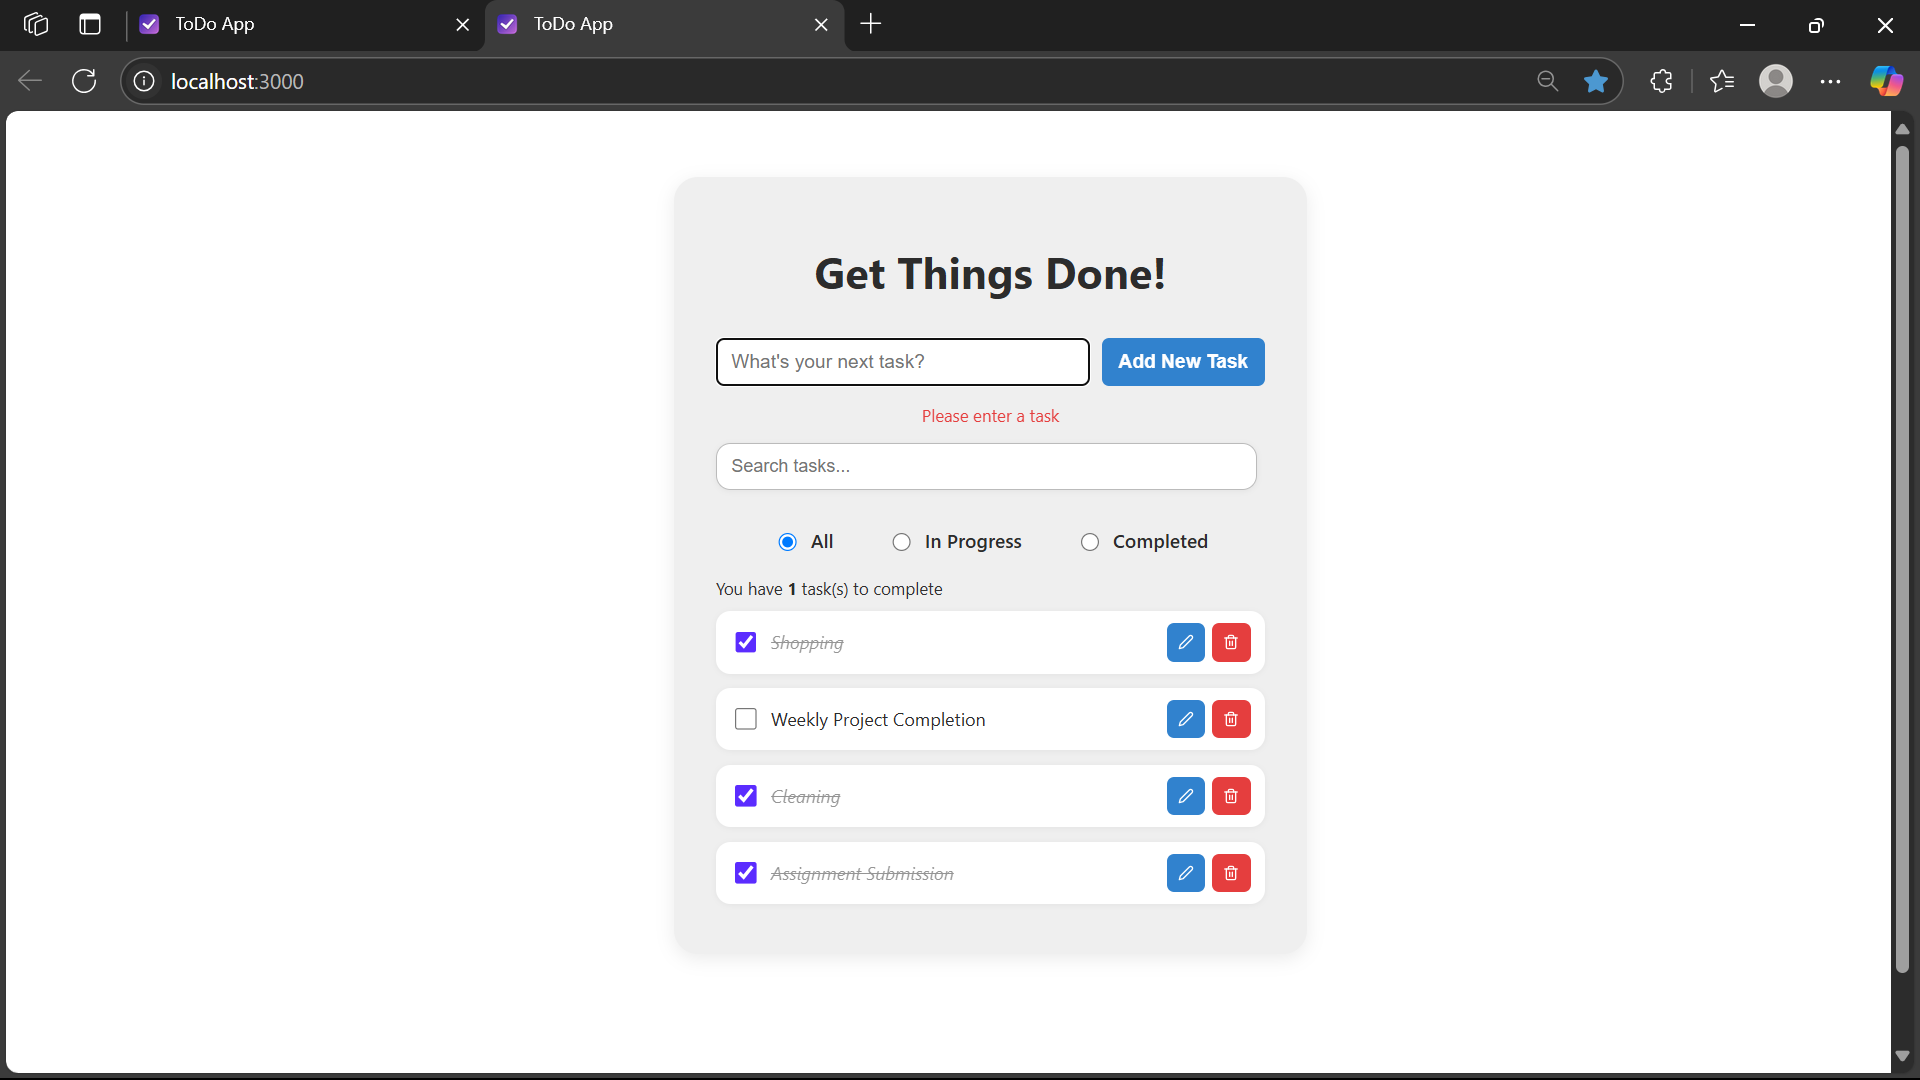 ToDo App
ToDo App
localhost:3000
Get Things Done!
What's your next task?
Add New Task
Please enter a task
Search tasks...
All
In Progress
Completed
You have 1 task(s) to complete
Shopping
Weekly Project Completion
Cleaning
Assignment Submission